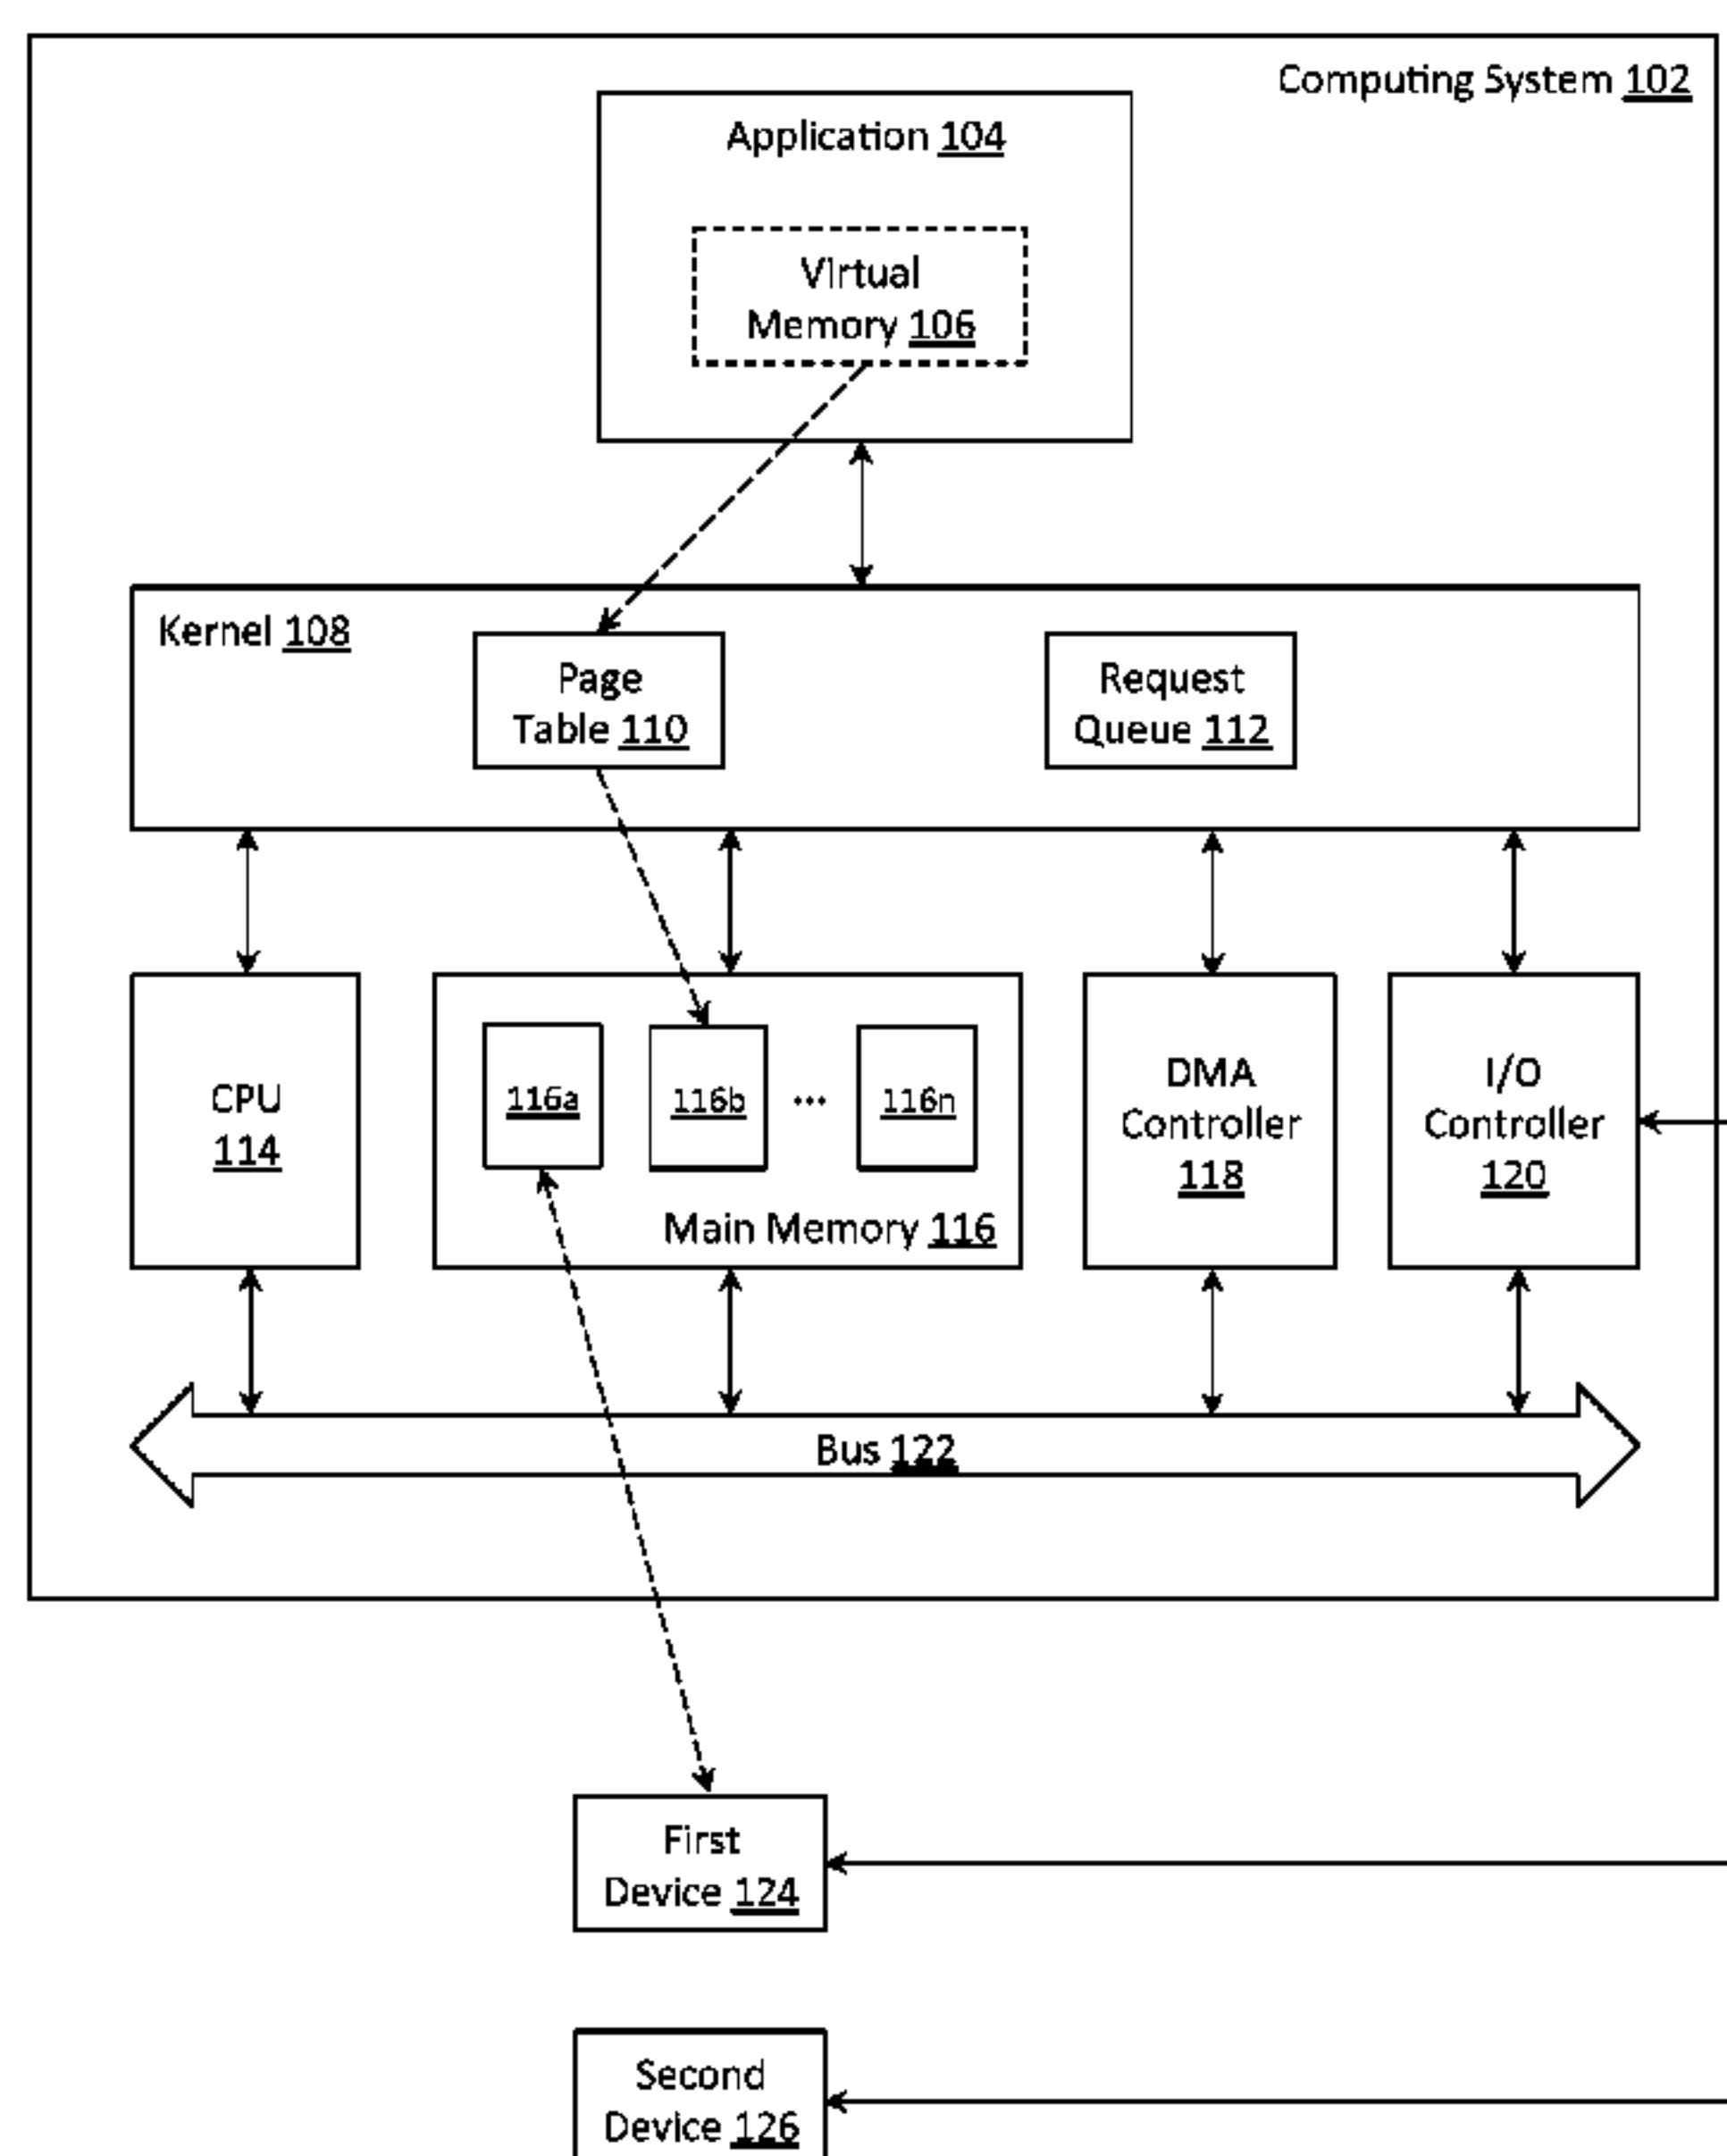 Computing System 102
Application 104
Virtual
Memory 106
Kernel 108
Page
Table 110
Request
Queue 112
CPU
114
116a
116b
...
116n
Main Memory 116
DMA
Controller
118
I/O
Controller
120
Bus 122
First
Device 124
Second
Device 126